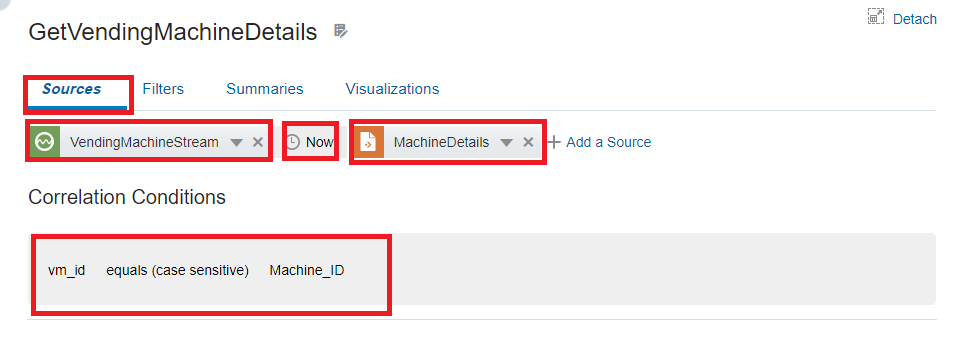 GetVendingMachineDetails
Detach
Sources Filters Summaries Visualizations
VendingMachineStream Now MachineDetails Add a Source
Correlation Conditions
vm_id equals (case sensitive) Machine_ID